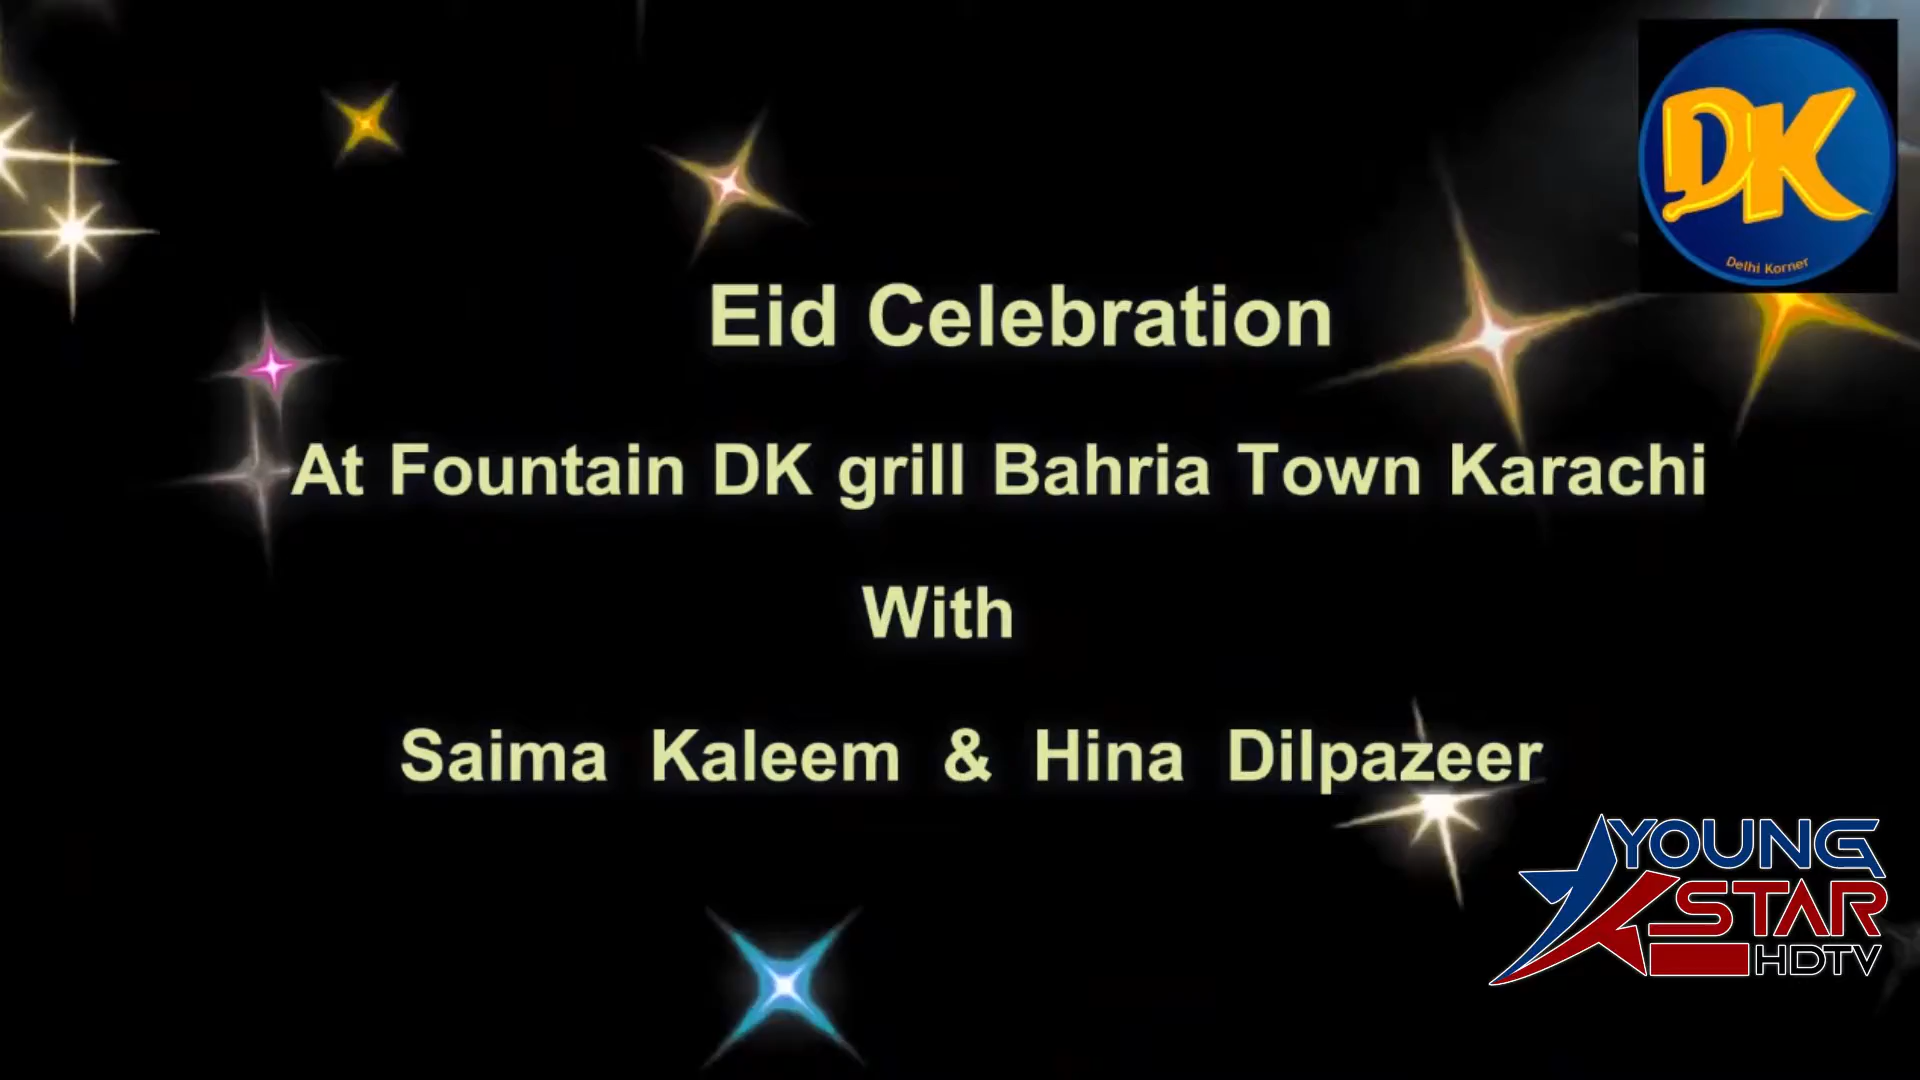 DK
Delhi Korner
Eid Celebration
At Fountain DK grill Bahria Town Karachi
With
Saima Kaleem & Hina Dilpazeer
YOUNG
STAR
HDTV